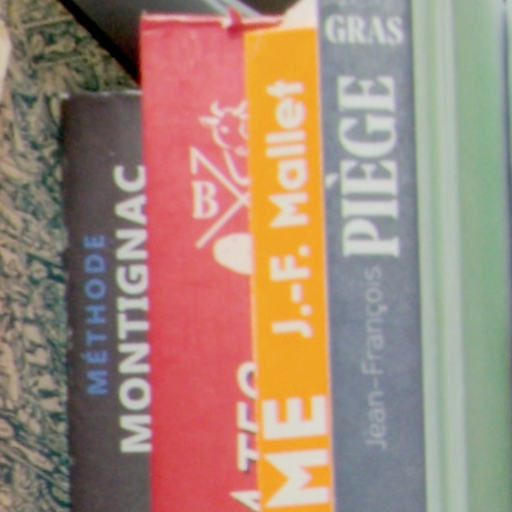 MÉTHODE
MONTIGNAC
B
J.-F. Mallet
ME
GRAS
PIÈGE
Jean-François